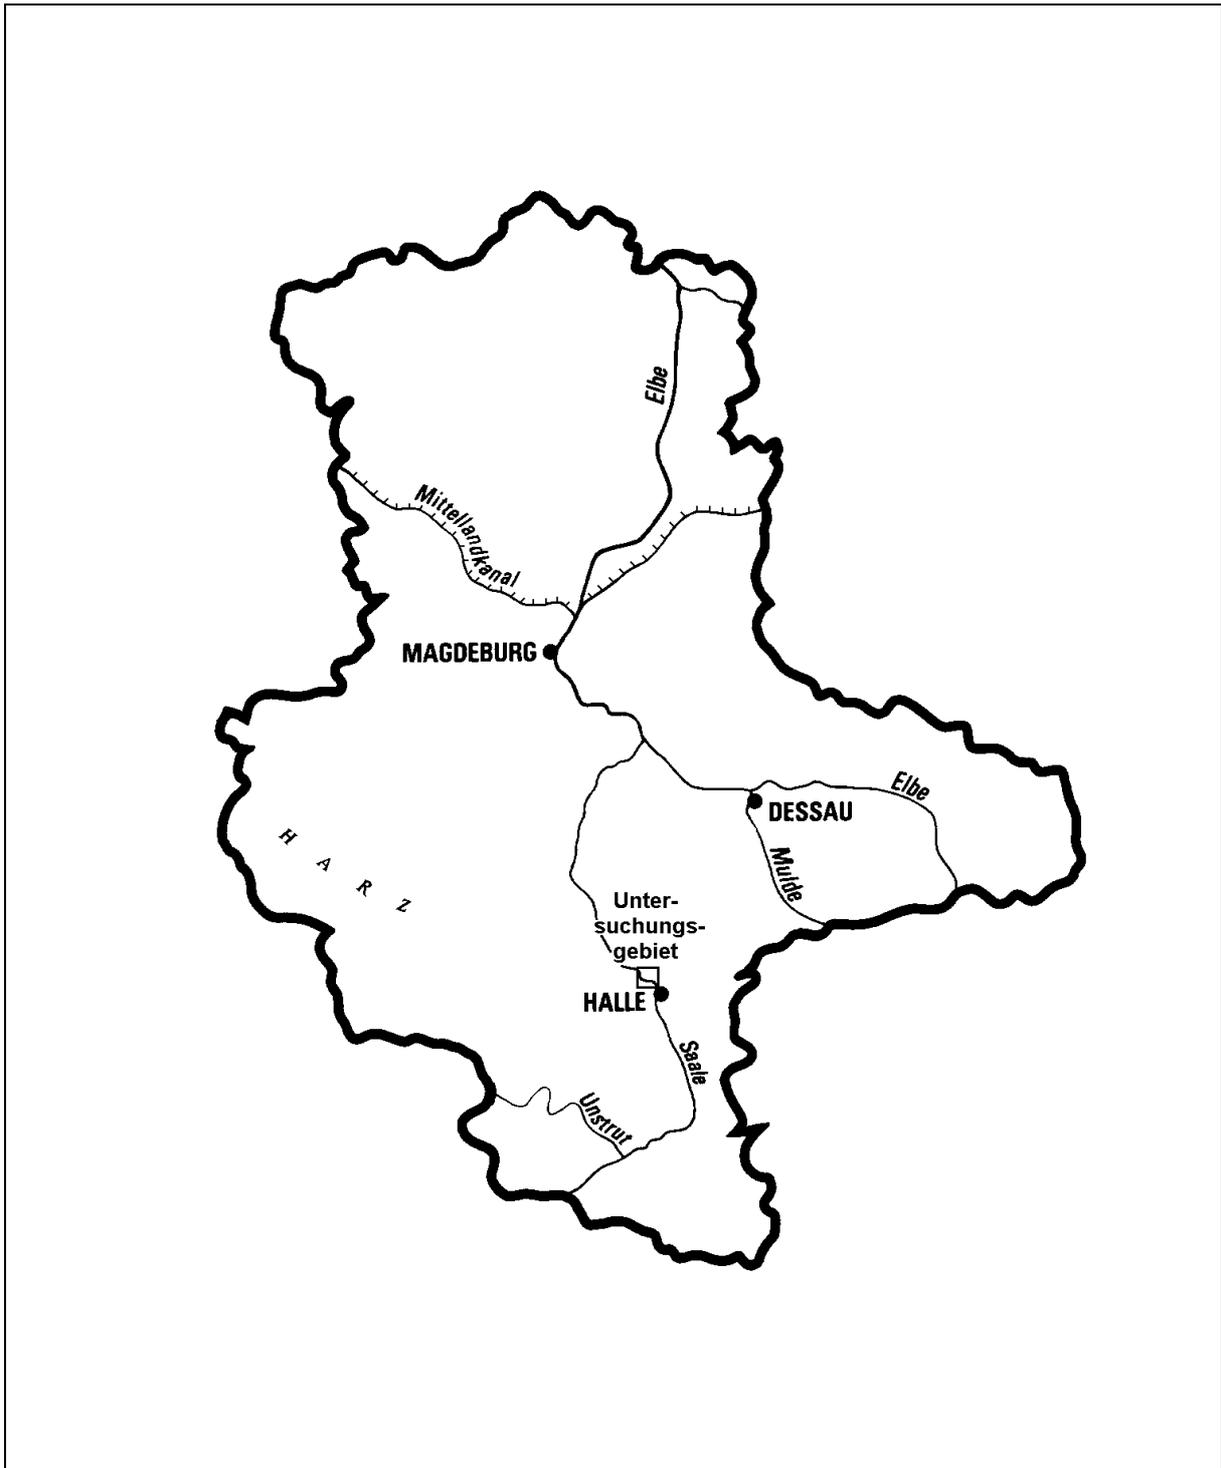 Elbe
Mittellandkanal
MAGDEBURG
Elbe
DESSAU
Mulde
H A R Z
Unter-
suchungs-
gebiet
HALLE
Saale
Unstrut